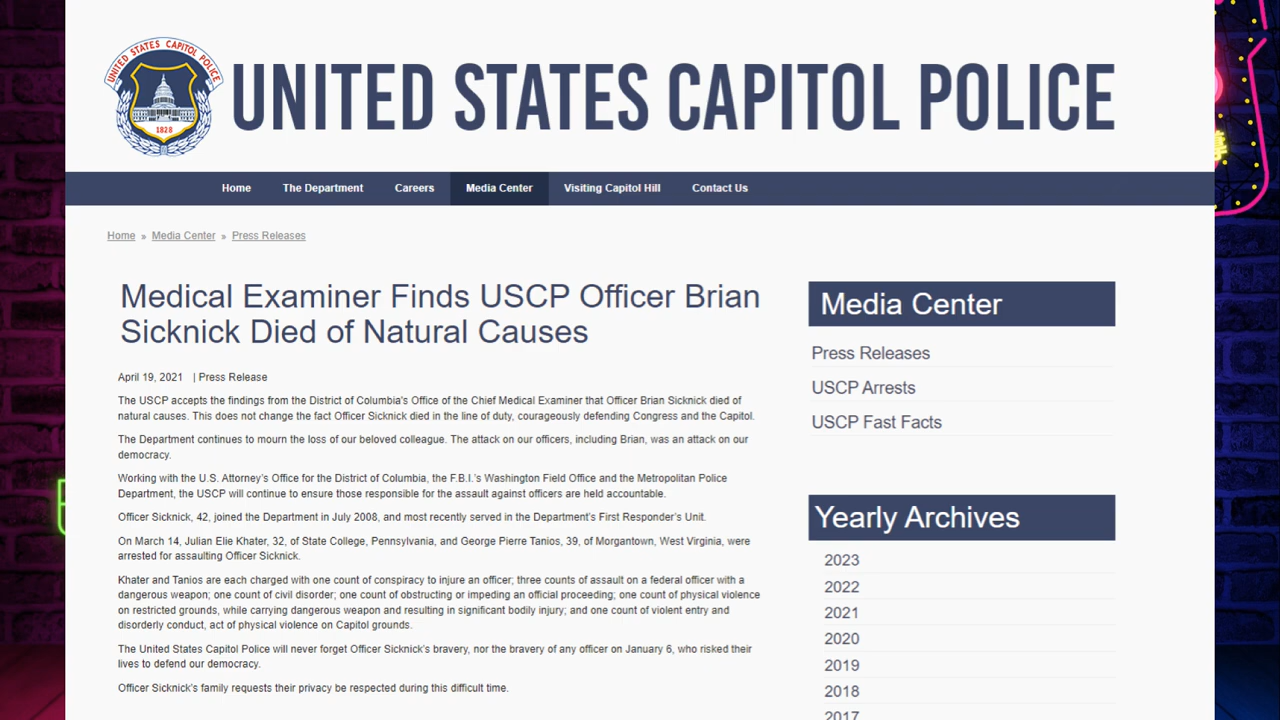 UNITED STATES CAPITOL POLICE
1828
UNITED STATES CAPITOL POLICE
Home
The Department
Careers
Media Center
Visiting Capitol Hill
Contact Us
Home » Media Center » Press Releases
Medical Examiner Finds USCP Officer Brian
Sicknick Died of Natural Causes
April 19, 2021 | Press Release
The USCP accepts the findings from the District of Columbia's Office of the Chief Medical Examiner that Officer Brian Sicknick died of
natural causes. This does not change the fact Officer Sicknick died in the line of duty, courageously defending Congress and the Capitol.
The Department continues to mourn the loss of our beloved colleague. The attack on our officers, including Brian, was an attack on our
democracy.
Working with the U.S. Attorney's Office for the District of Columbia, the F.B.I.'s Washington Field Office and the Metropolitan Police
Department, the USCP will continue to ensure those responsible for the assault against officers are held accountable.
Officer Sicknick, 42, joined the Department in July 2008, and most recently served in the Department's First Responder's Unit.
On March 14, Julian Elie Khater, 32, of State College, Pennsylvania, and George Pierre Tanios, 39, of Morgantown, West Virginia, were
arrested for assaulting Officer Sicknick.
Khater and Tanios are each charged with one count of conspiracy to injure an officer; three counts of assault on a federal officer with a
dangerous weapon; one count of civil disorder; one count of obstructing or impeding an official proceeding; one count of physical violence
on restricted grounds, while carrying dangerous weapon and resulting in significant bodily injury; and one count of violent entry and
disorderly conduct, act of physical violence on Capitol grounds.
The United States Capitol Police will never forget Officer Sicknick's bravery, nor the bravery of any officer on January 6, who risked their
lives to defend our democracy.
Officer Sicknick's family requests their privacy be respected during this difficult time.
Media Center
Press Releases
USCP Arrests
USCP Fast Facts
Yearly Archives
2023
2022
2021
2020
2019
2018
2017